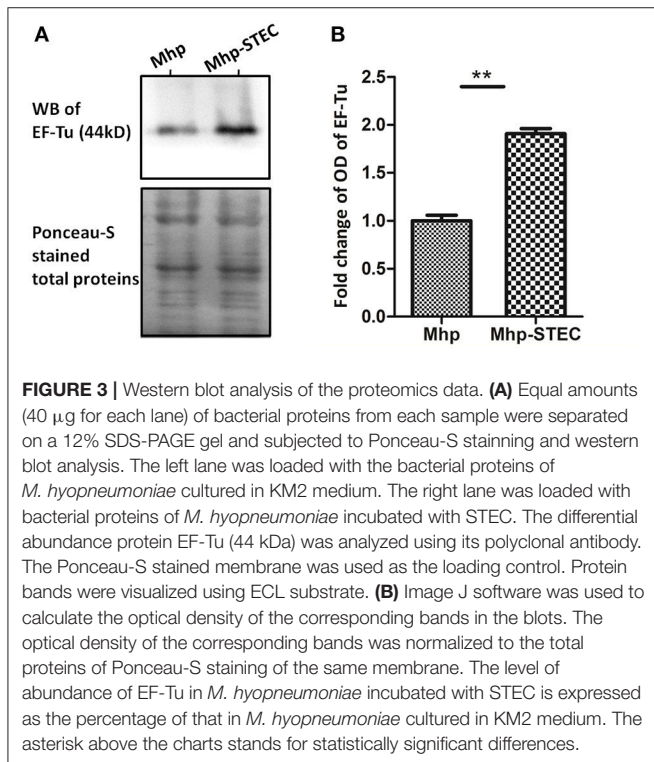 A
B
Mhp
Mhp-STEC
WB of
EF-Tu (44kD)
Ponceau-S
stained
total proteins
Fold change of OD of EF-Tu
2.5
2.0
1.5
1.0
0.5
0.0
**
Mhp
Mhp-STEC
FIGURE 3 | Western blot analysis of the proteomics data. (A) Equal amounts
(40 μg for each lane) of bacterial proteins from each sample were separated
on a 12% SDS-PAGE gel and subjected to Ponceau-S stainning and western
blot analysis. The left lane was loaded with the bacterial proteins of
M. hyopneumoniae cultured in KM2 medium. The right lane was loaded with
bacterial proteins of M. hyopneumoniae incubated with STEC. The differential
abundance protein EF-Tu (44 kDa) was analyzed using its polyclonal antibody.
The Ponceau-S stained membrane was used as the loading control. Protein
bands were visualized using ECL substrate. (B) Image J software was used to
calculate the optical density of the corresponding bands in the blots. The
optical density of the corresponding bands was normalized to the total
proteins of Ponceau-S staining of the same membrane. The level of
abundance of EF-Tu in M. hyopneumoniae incubated with STEC is expressed
as the percentage of that in M. hyopneumoniae cultured in KM2 medium. The
asterisk above the charts stands for statistically significant differences.